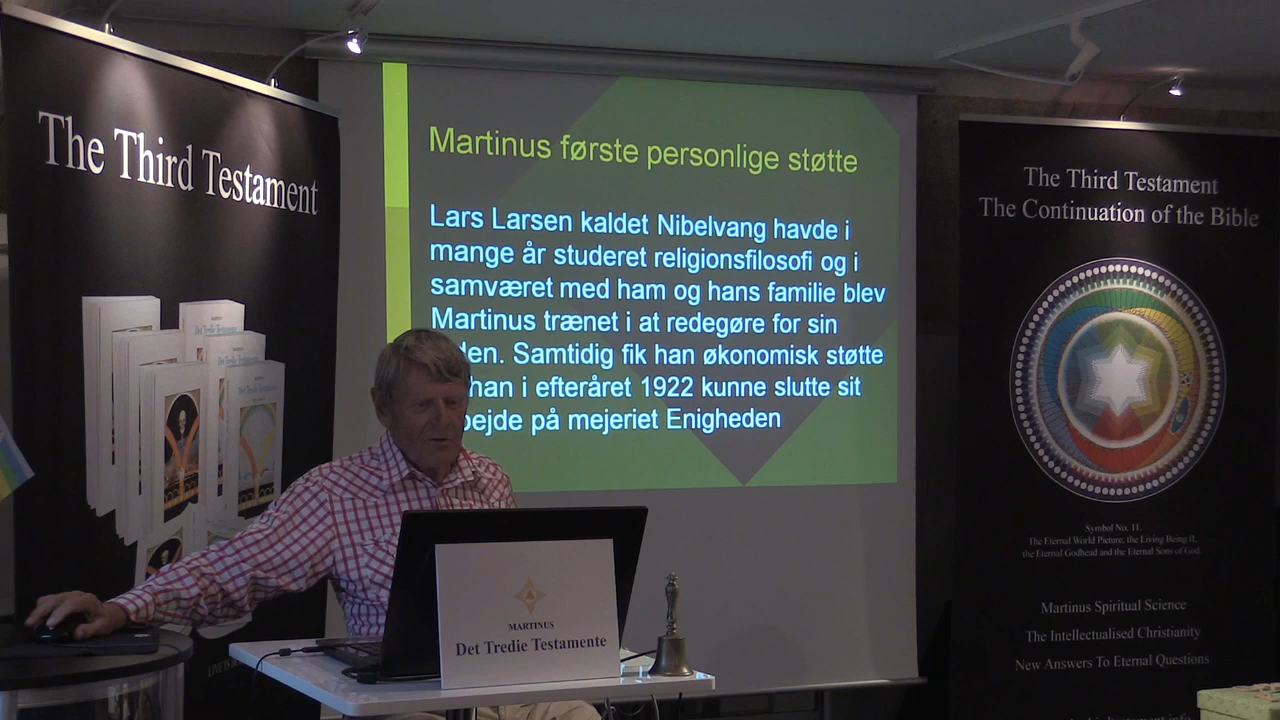 The Third Testament
Det Tredie Testamente
Martinus første personlige støtte
Lars Larsen kaldet Nibelvang havde i
mange år studeret religionsfilosofi og i
samværet med ham og hans familie blev
Martinus trænet i at redegøre for sin
den. Samtidig fik han økonomisk støtte
han i efteråret 1922 kunne slutte sit
bejde på mejeriet Enigheden
MARTINUS
Det Tredie Testamente
The Third Testament
The Continuation of the Bible
Symbol No. 11.
The Eternal World Picture, the Living Being II,
the Eternal Godhead and the Eternal Sons of God.
Martinus Spiritual Science
The Intellectualised Christianity
New Answers To Eternal Questions